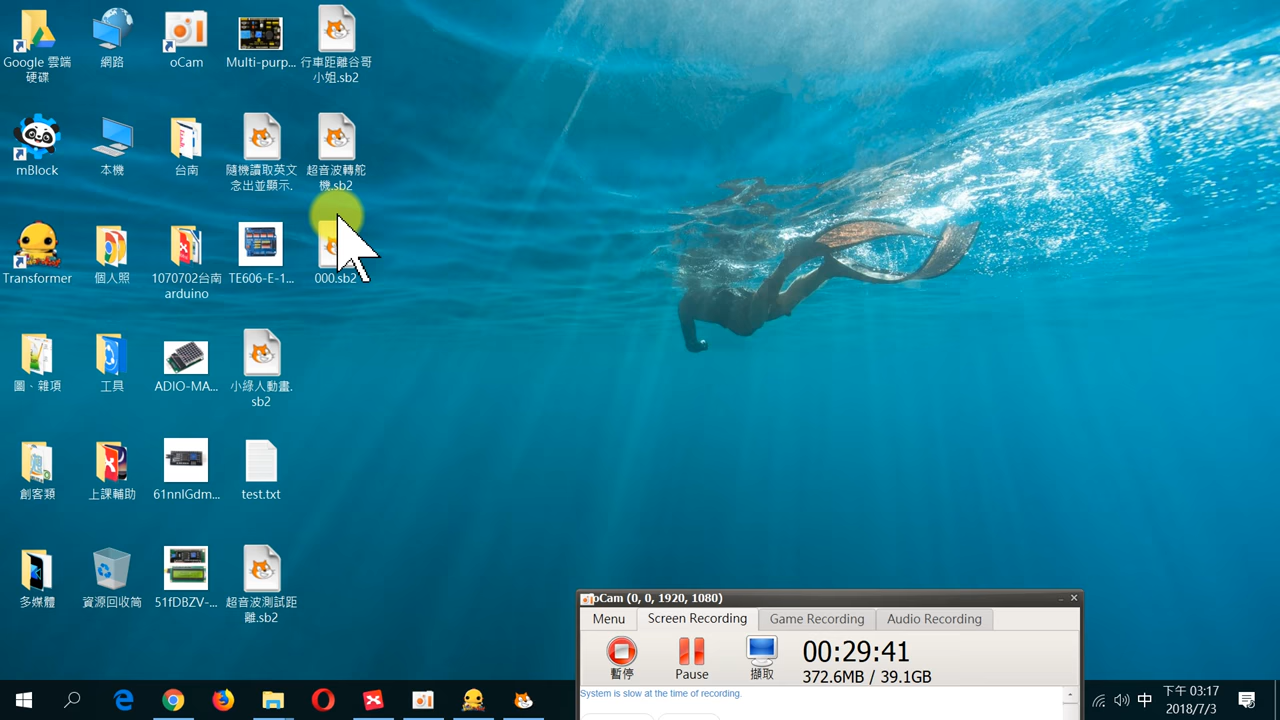 Google 雲端
硬碟
網路
oCam
Multi-purp...
行車距離谷哥
小姐.sb2
mBlock
本機
台南
隨機讀取英文
念出並顯示.
超音波轉舵
機.sb2
Transformer
個人照
1070702台南
arduino
TE606-E-1...
000.sb2
圖、雜項
工具
ADIO-MA...
小綠人動畫.
sb2
創客類
上課輔助
61nnlGdm...
test.txt
多媒體
資源回收筒
51fDBZV-...
超音波測試距
離.sb2
oCam (0, 0, 1920, 1080)
Menu
Screen Recording
Game Recording
Audio Recording
暫停
Pause
擷取
00:29:41
372.6MB / 39.1GB
System is slow at the time of recording.
中
下午 03:17
2018/7/3